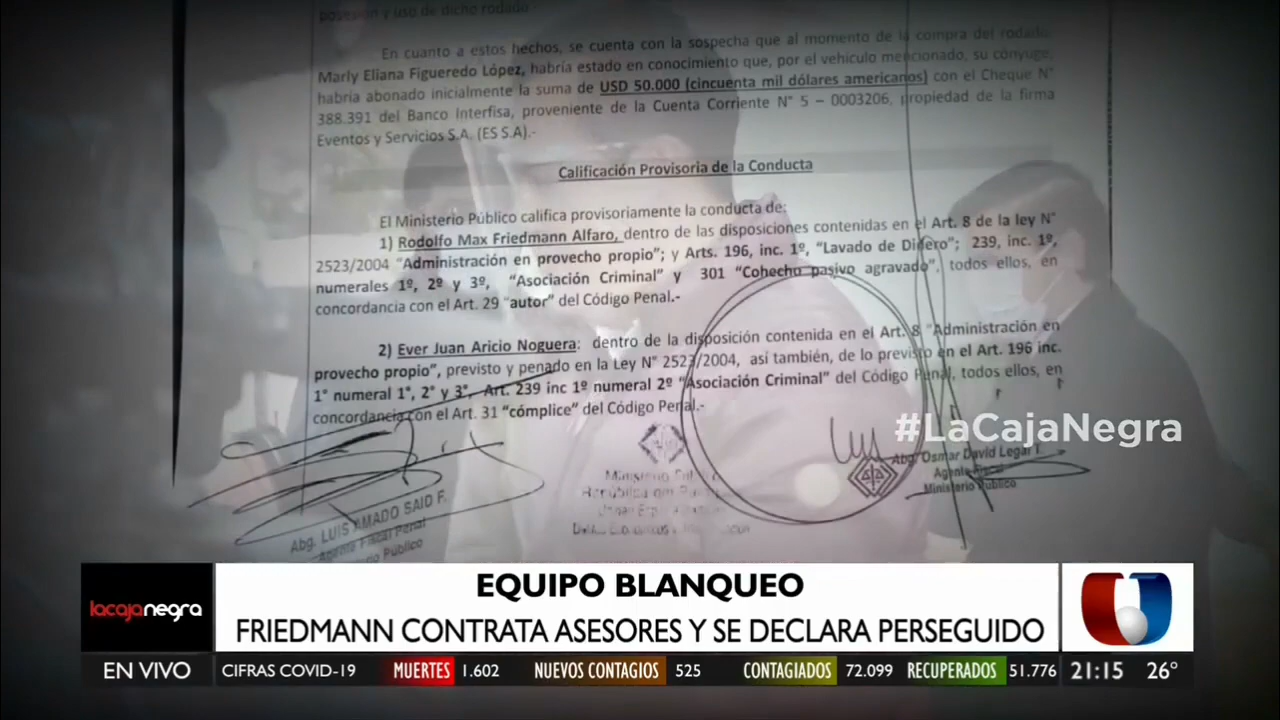 posesión y uso de dicho rodado.-
En cuanto a estos hechos, se cuenta con la sospecha que al momento de la compra del rodado,
Marly Eliana Figueredo López, habría estado en conocimiento que, por el vehículo mencionado, su cónyuge,
habría abonado inicialmente la suma de USD 50.000 (cincuenta mil dólares americanos) con el Cheque N°
388.391 del Banco Interfisa, proveniente de la Cuenta Corriente N° 5 – 0003206, propiedad de la firma
Eventos y Servicios S.A. (ES S.A).-
Calificación Provisoria de la Conducta
El Ministerio Público califica provisoriamente la conducta de:
1) Rodolfo Max Friedmann Alfaro, dentro de las disposiciones contenidas en el Art. 8 de la ley N°
2523/2004 "Administración en provecho propio"; y Arts. 196, inc. 1º, "Lavado de Dinero"; 239, inc. 1º,
numerales 1º, 2º y 3º, "Asociación Criminal" y 301 "Cohecho pasivo agravado", todos ellos, en
concordancia con el Art. 29 "autor" del Código Penal.-
2) Ever Juan Aricio Noguera: dentro de la disposición contenida en el Art. 8 "Administración en
provecho propio", previsto y penado en la Ley N° 2523/2004, así también, de lo previsto en el Art. 196 inc.
1° numeral 1°, 2° y 3°, Art. 239 inc 1º numeral 2º "Asociación Criminal" del Código Penal, todos ellos, en
concordancia con el Art. 31 "cómplice" del Código Penal.-
#LaCajaNegra
Abg. Osmar David Legal T.
Agente Fiscal
Ministerio Público
Abg. LUIS AMADO SAID F.
Agente Fiscal Penal
Público
EQUIPO BLANQUEO
lacajanegra
FRIEDMANN CONTRATA ASESORES Y SE DECLARA PERSEGUIDO
EN VIVO CIFRAS COVID-19 MUERTES 1.602 NUEVOS CONTAGIOS 525 CONTAGIADOS 72.099 RECUPERADOS 51.776 21:15 26°